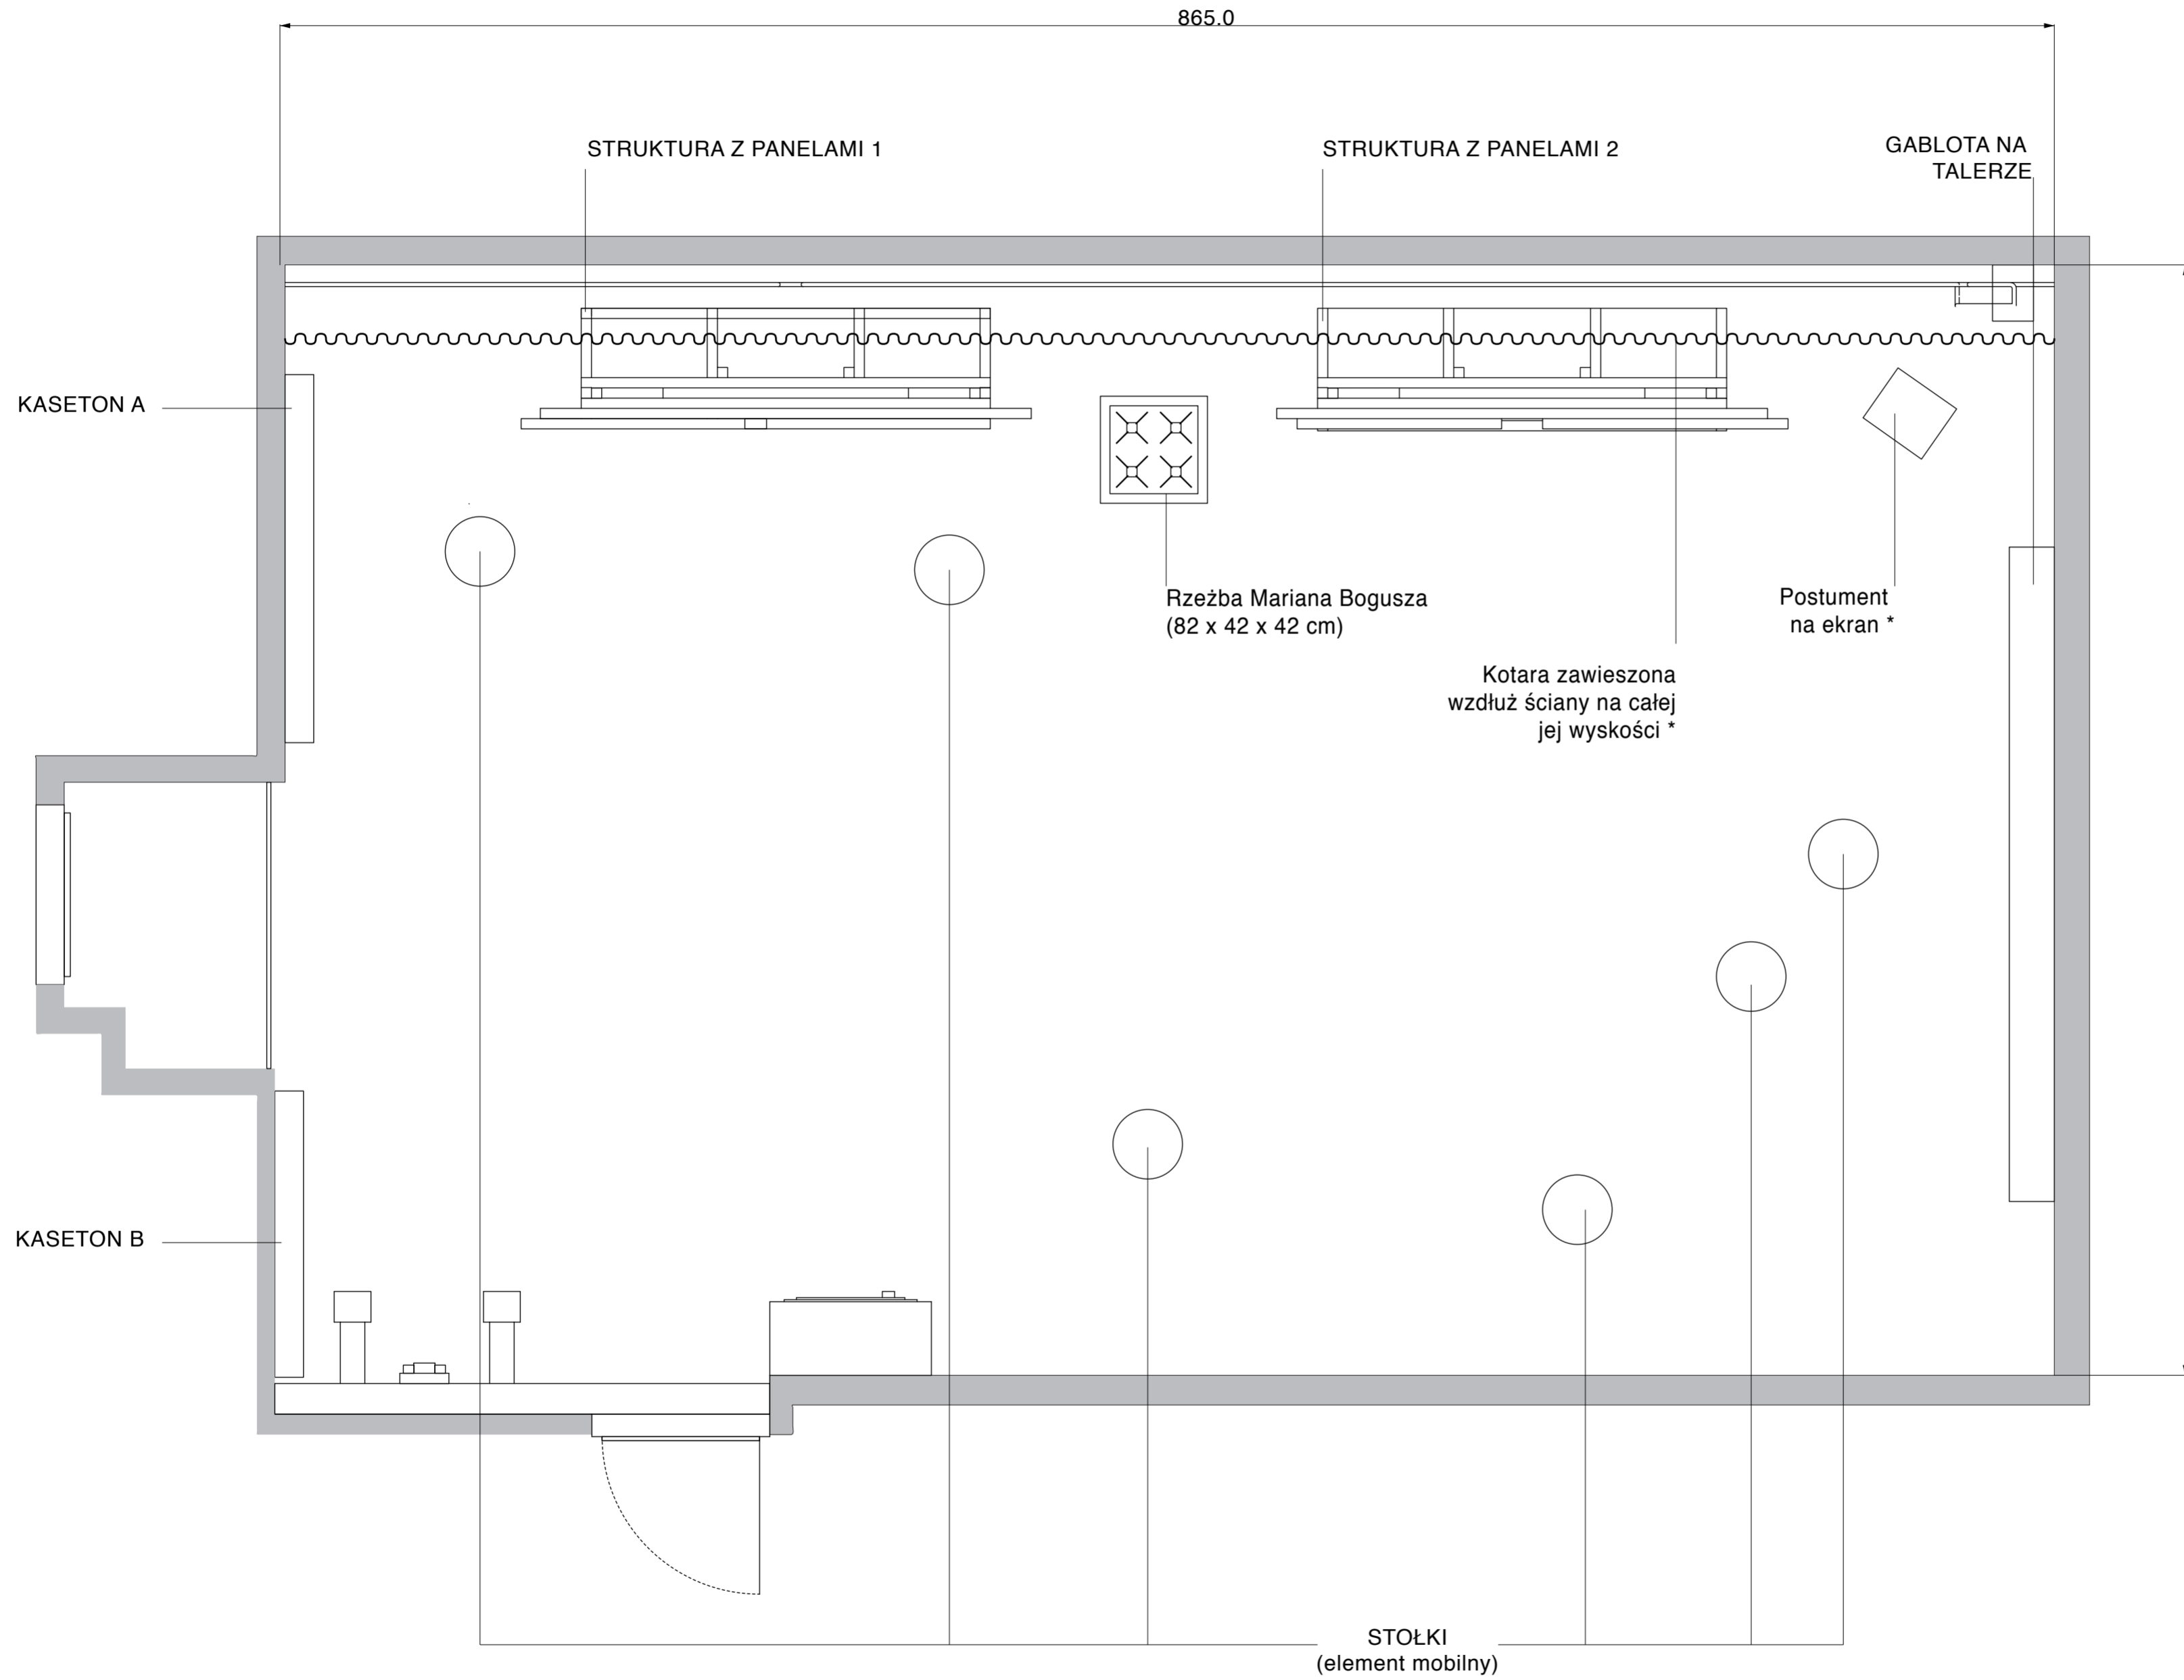 865.0
STRUKTURA Z PANELAMI 1
STRUKTURA Z PANELAMI 2
GABLOTA NA
TALERZE
KASETON A
Rzeżba Mariana Bogusza
(82 x 42 x 42 cm)
Postument
na ekran *
Kotara zawieszona
wzdłuż ściany na całej
jej wyskości *
KASETON B
STOŁKI
(element mobilny)